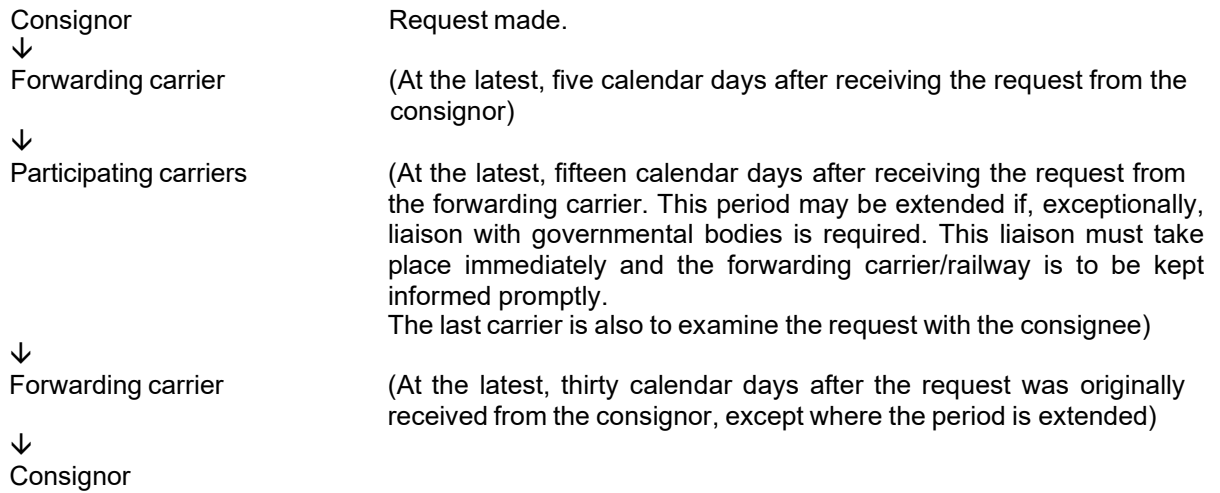 Consignor Request made.
↓
Forwarding carrier (At the latest, five calendar days after receiving the request from the
consignor)
↓
Participating carriers (At the latest, fifteen calendar days after receiving the request from
the forwarding carrier. This period may be extended if, exceptionally,
liaison with governmental bodies is required. This liaison must take
place immediately and the forwarding carrier/railway is to be kept
informed promptly.
The last carrier is also to examine the request with the consignee)
↓
Forwarding carrier (At the latest, thirty calendar days after the request was originally
received from the consignor, except where the period is extended)
↓
Consignor